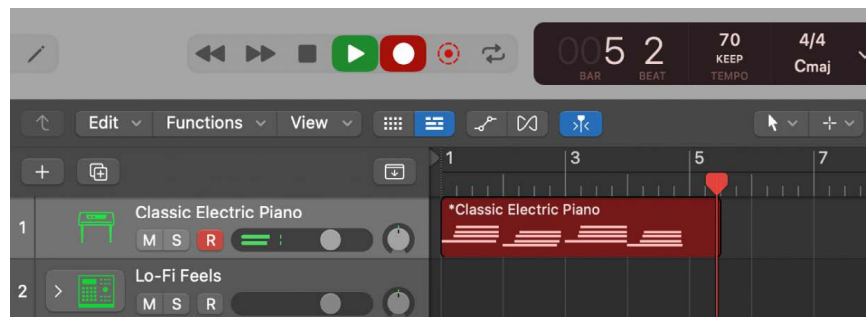 005 2 70 4/4
KEEP Cmaj
BAR BEAT TEMPO
Edit Functions View
1 3 5 7
1 Classic Electric Piano
M S R
*Classic Electric Piano
2 Lo-Fi Feels
M S R